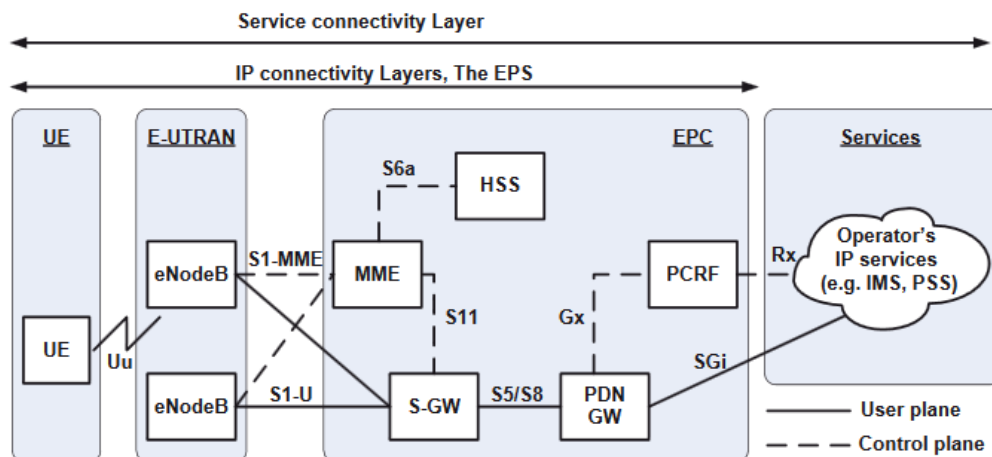 Service connectivity Layer
IP connectivity Layers, The EPS
UE
E-UTRAN
EPC
Services
S6a
HSS
eNodeB
S1-MME
MME
PCRF
Rx
Operator's
IP services
(e.g. IMS, PSS)
S11
Gx
UE
Uu
SGi
eNodeB
S1-U
S-GW
S5/S8
PDN
GW
User plane
Control plane